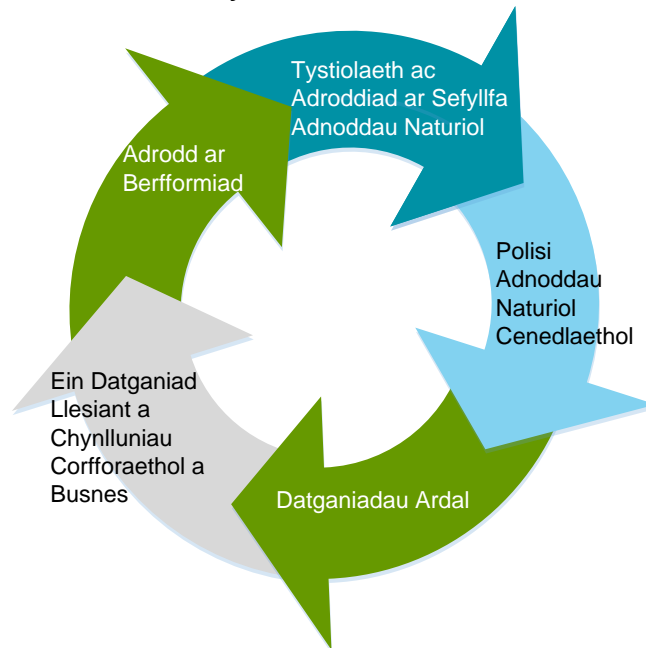 Tystiolaeth ac
Adroddiad ar Sefyllfa
Adnoddau Naturiol
Polisi
Adnoddau
Naturiol
Cenedlaethol
Datganiadau Ardal
Ein Datganiad
Llesiant a
Chynlluniau
Corfforaethol a
Busnes
Adrodd ar
Berfformiad